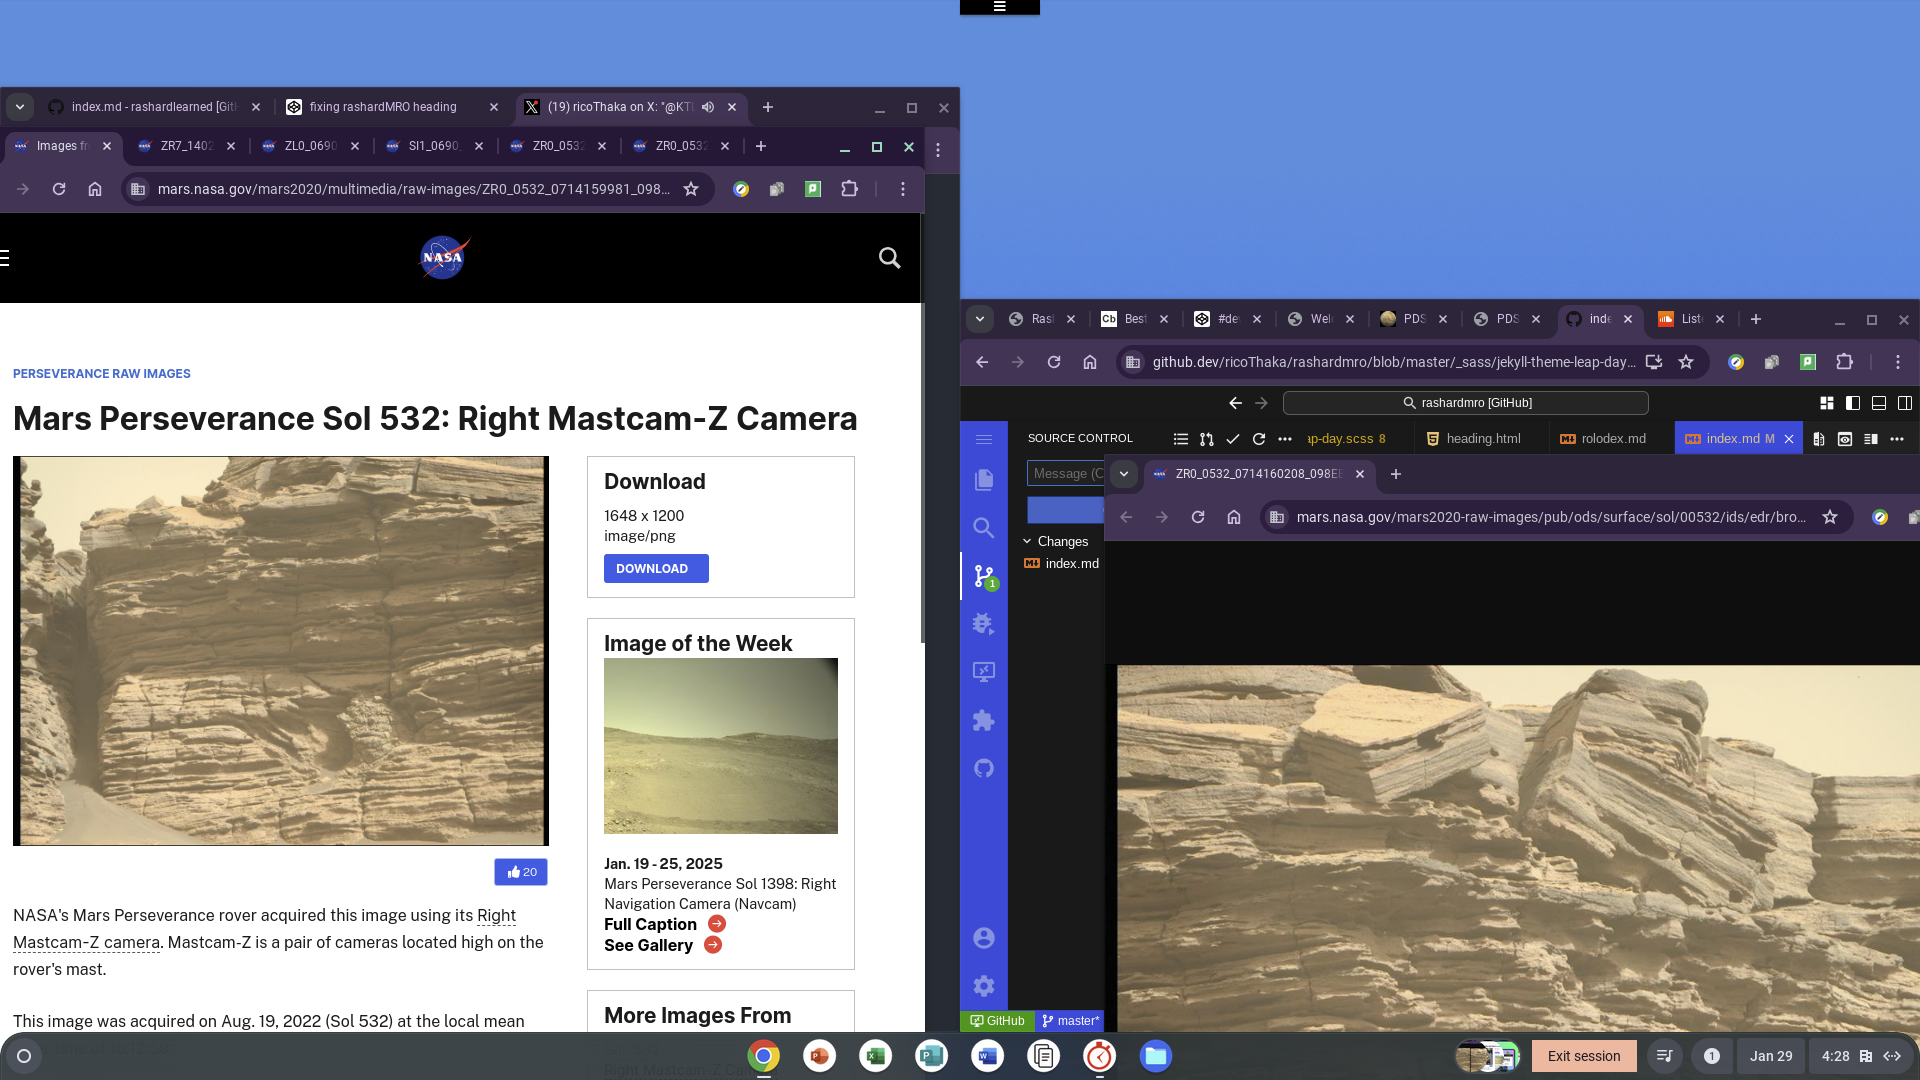 index.md - rashardlearned [Git
fixing rashardMRO heading
(19) ricoThaka on X: "@KT
Images fr
ZR7_1402
ZL0_0690
SI1_0690_
ZR0_0532
ZR0_0532
mars.nasa.gov/mars2020/multimedia/raw-images/ZR0_0532_0714159981_098...
NASA
PERSEVERANCE RAW IMAGES
Mars Perseverance Sol 532: Right Mastcam-Z Camera
Download
1648 x 1200
image/png
DOWNLOAD
Image of the Week
Jan. 19 - 25, 2025
Mars Perseverance Sol 1398: Right
Navigation Camera (Navcam)
Full Caption
See Gallery
More Images From
20
NASA's Mars Perseverance rover acquired this image using its Right
Mastcam-Z camera. Mastcam-Z is a pair of cameras located high on the
rover's mast.
This image was acquired on Aug. 19, 2022 (Sol 532) at the local mean
Ras
Cb
Best
#de
Wel
PDS
PDS
inde
List
github.dev/ricoThaka/rashardmro/blob/master/_sass/jekyll-theme-leap-day...
rashardmro [GitHub]
SOURCE CONTROL
ap-day.scss 8
heading.html
rolodex.md
index.md M
Message (C
Changes
index.md
1
ZR0_0532_0714160208_098EB
mars.nasa.gov/mars2020-raw-images/pub/ods/surface/sol/00532/ids/edr/bro...
GitHub
master*
Exit session
1
Jan 29
4:28